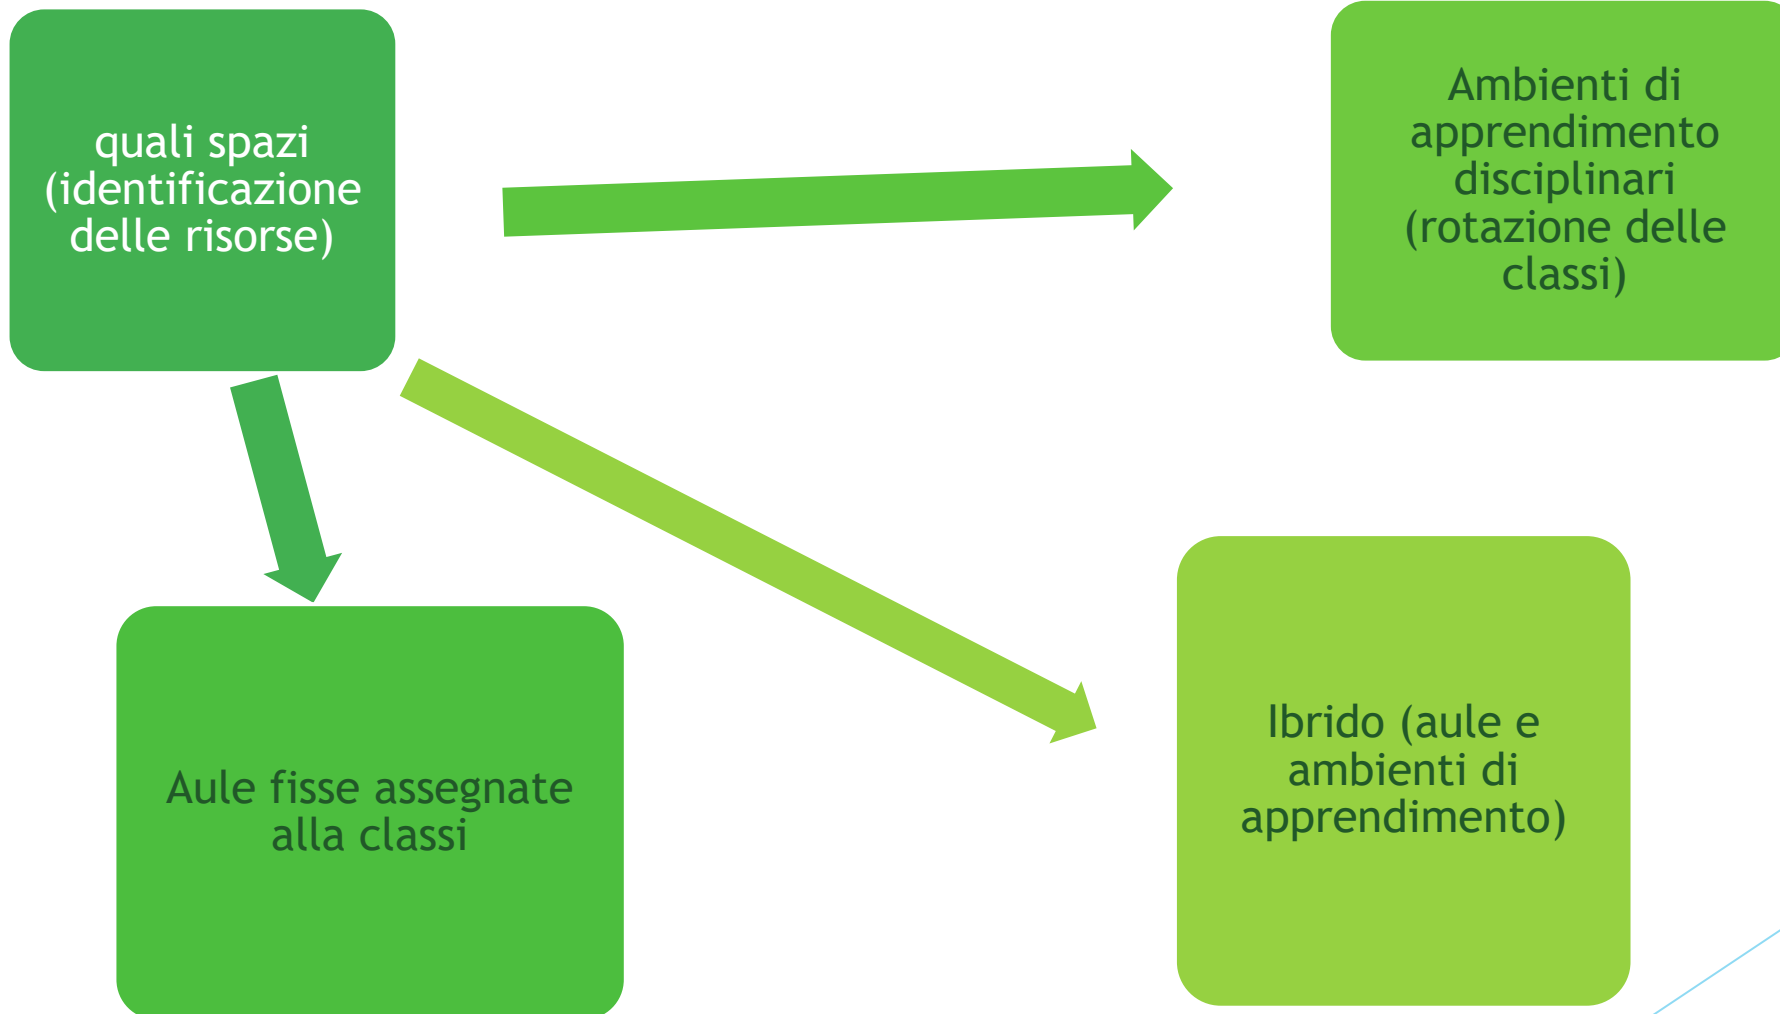 quali spazi
(identificazione
delle risorse)
Ambienti di
apprendimento
disciplinari
(rotazione delle
classi)
Aule fisse assegnate
alla classi
Ibrido (aule e
ambienti di
apprendimento)